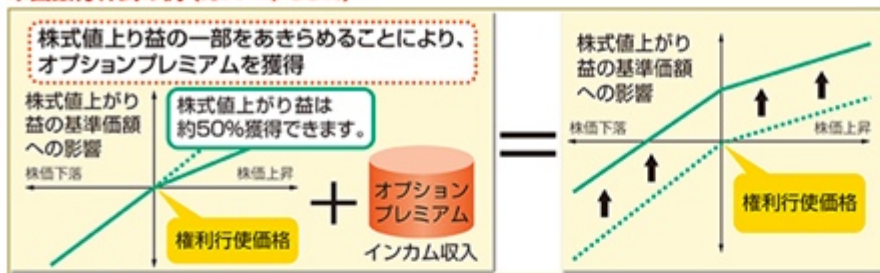 株式値上り益の一部をあきらめることにより、
オプションプレミアムを獲得
株式値上がり
益の基準価額
への影響
株式値上がり益は
約50%獲得できます。
株価下落
株価上昇
権利行使価格
+
オプション
プレミアム
インカム収入
=
株式値上がり
益の基準価額
への影響
株価下落
株価上昇
権利行使価格